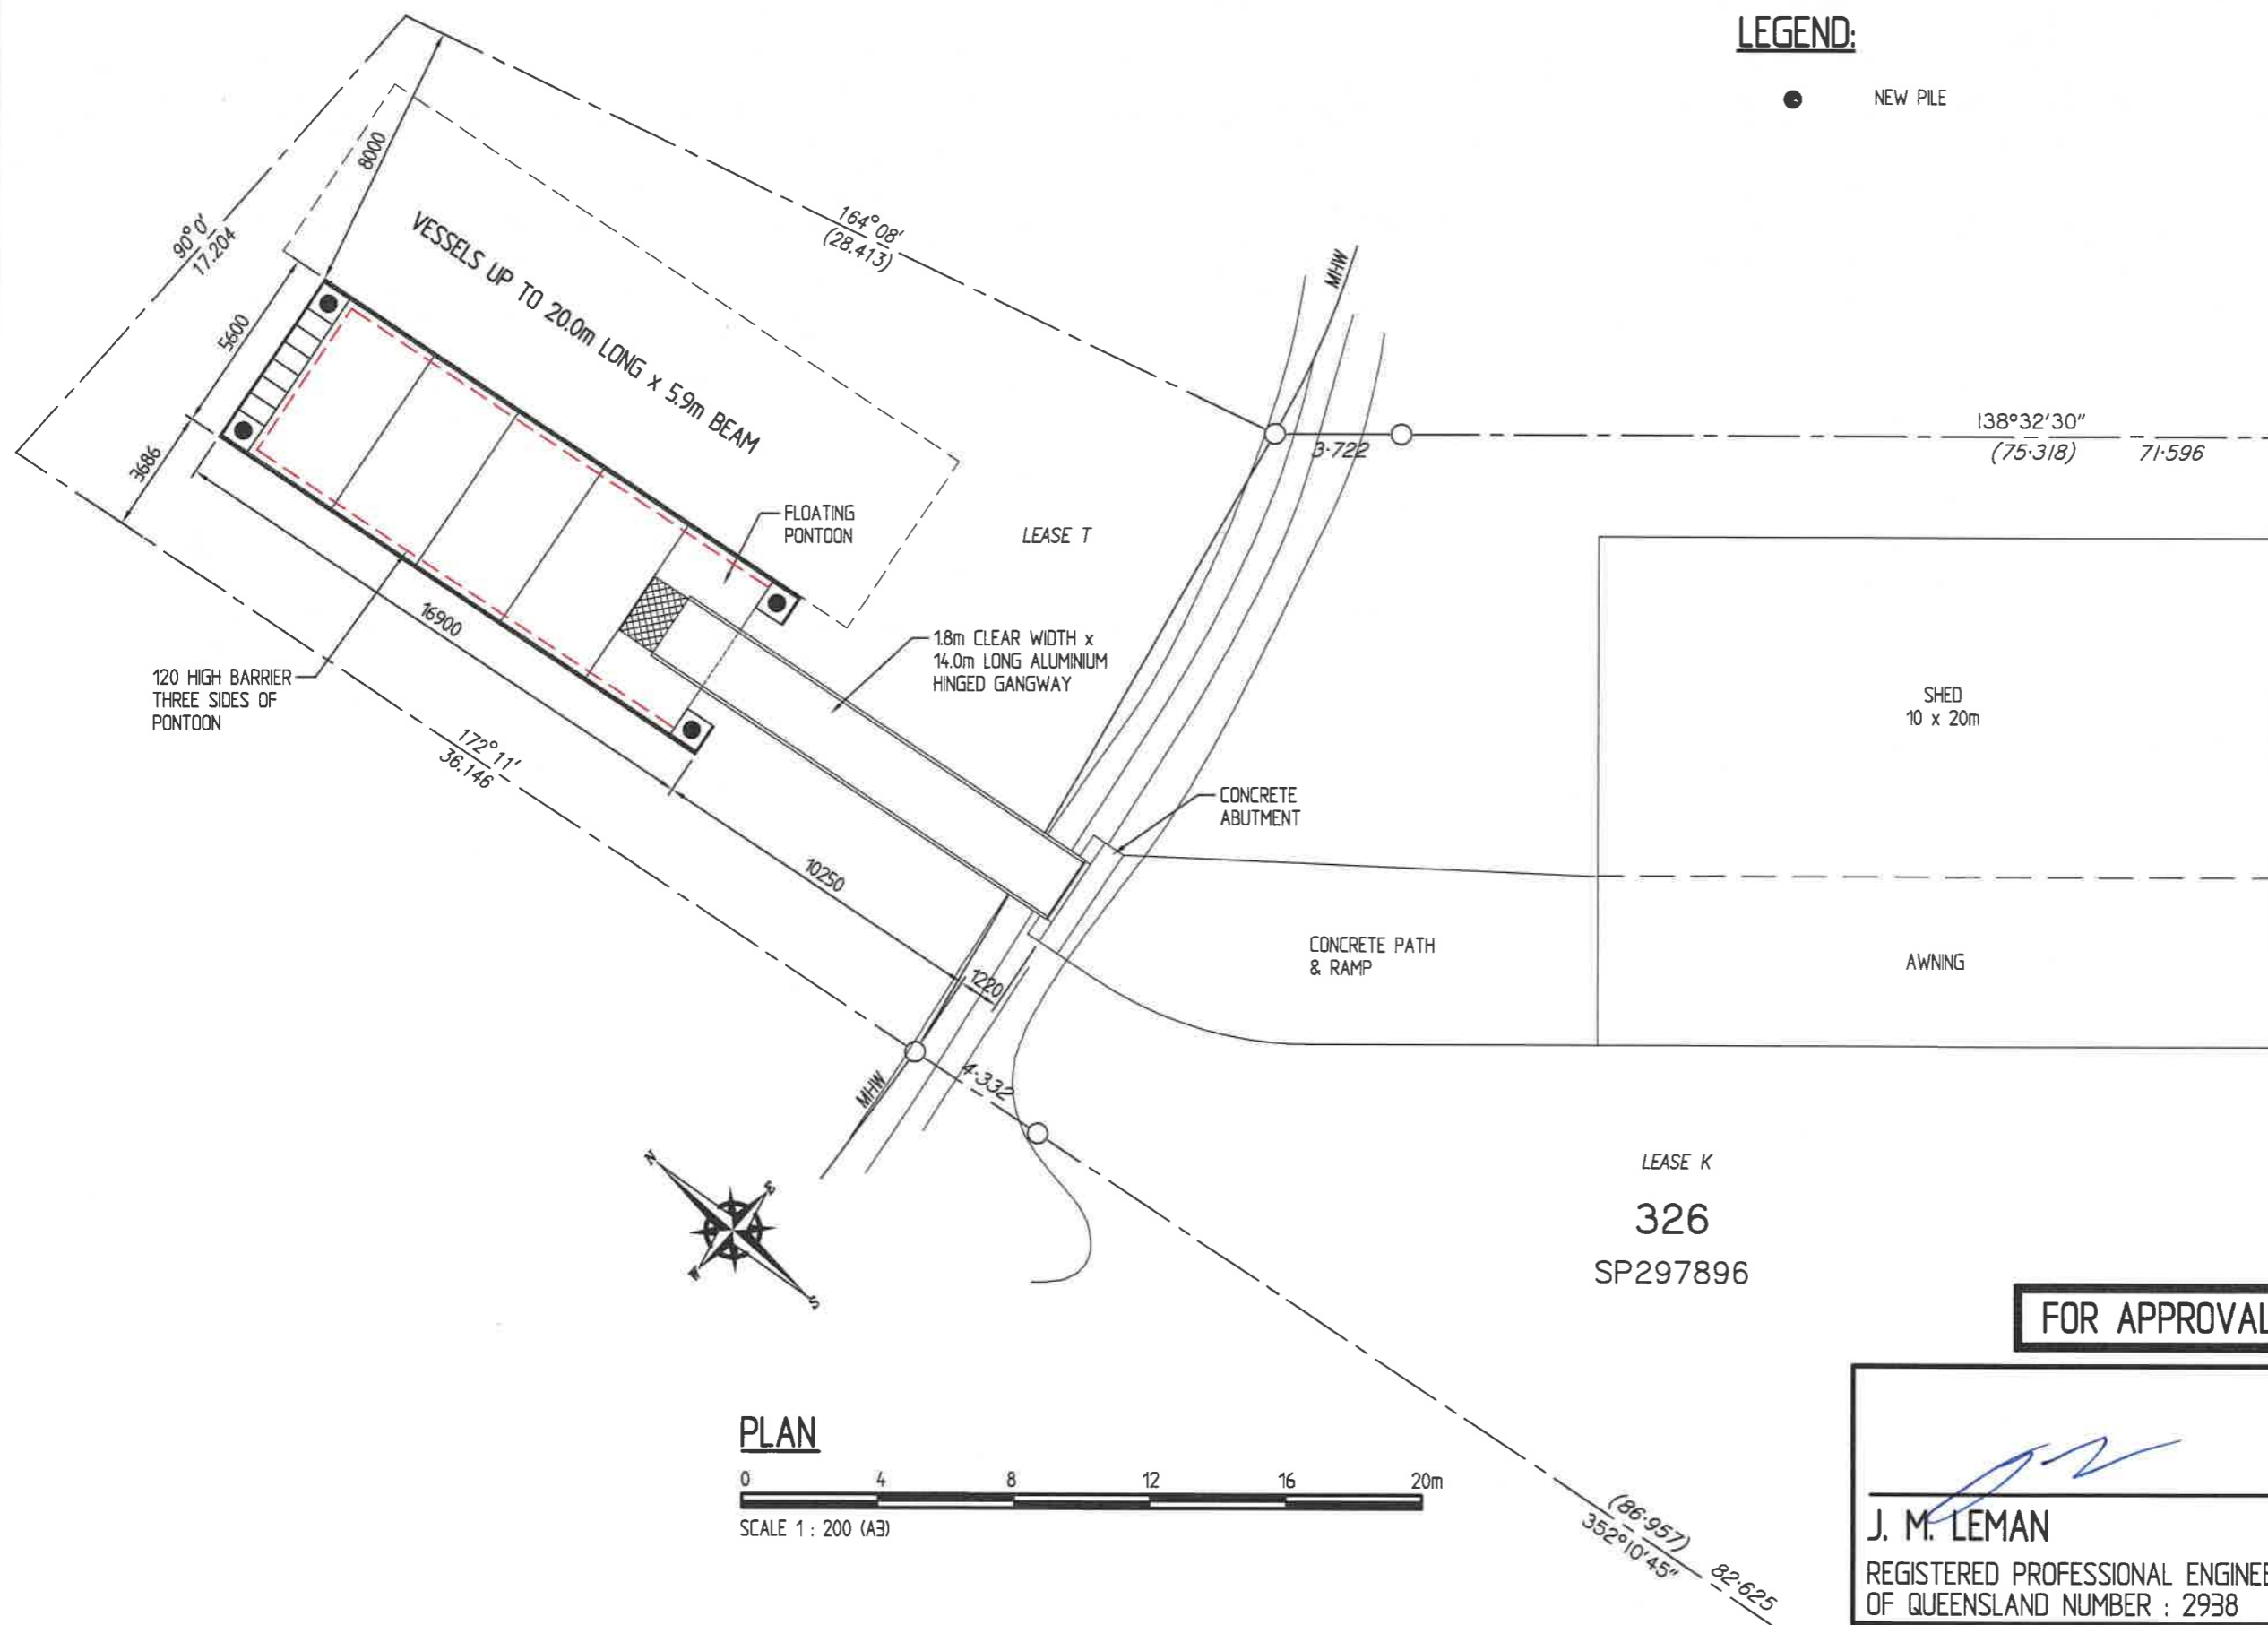 LEGEND:
NEW PILE
8000
90°0'
17.204
164°08'
(28.413)
VESSELS UP TO 20.0m LONG x 5.9m BEAM
MHW
5600
3686
138°32'30"
(75·318) 71·596
3·722
FLOATING
PONTOON
LEASE T
16900
1.8m CLEAR WIDTH x
14.0m LONG ALUMINIUM
HINGED GANGWAY
120 HIGH BARRIER
THREE SIDES OF
PONTOON
SHED
10 x 20m
172°11'
36.146
CONCRETE
ABUTMENT
10250
CONCRETE PATH
& RAMP
AWNING
1220
4·332
MHW
N
E
W
S
LEASE K
326
SP297896
FOR APPROVAL
PLAN
0 4 8 12 16 20m
SCALE 1 : 200 (A3)
(86·957) 82·625
352°10'45"
J. M. LEMAN
REGISTERED PROFESSIONAL ENGINEE
OF QUEENSLAND NUMBER : 2938